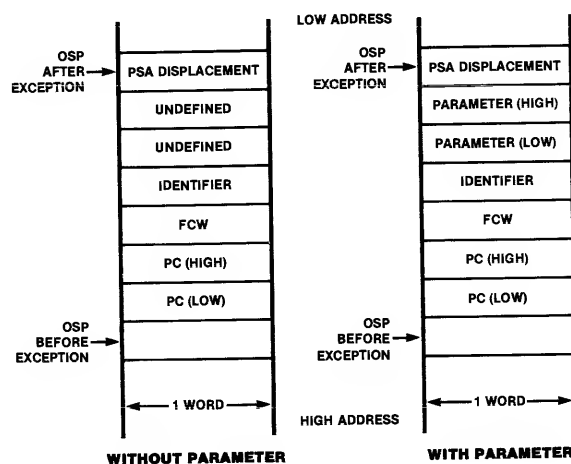 LOW ADDRESS
OSP
AFTER
EXCEPTION
PSA DISPLACEMENT
UNDEFINED
UNDEFINED
IDENTIFIER
FCW
PC (HIGH)
PC (LOW)
OSP
BEFORE
EXCEPTION
1 WORD
WITHOUT PARAMETER
OSP
AFTER
EXCEPTION
PSA DISPLACEMENT
PARAMETER (HIGH)
PARAMETER (LOW)
IDENTIFIER
FCW
PC (HIGH)
PC (LOW)
OSP
BEFORE
EXCEPTION
1 WORD
HIGH ADDRESS
WITH PARAMETER